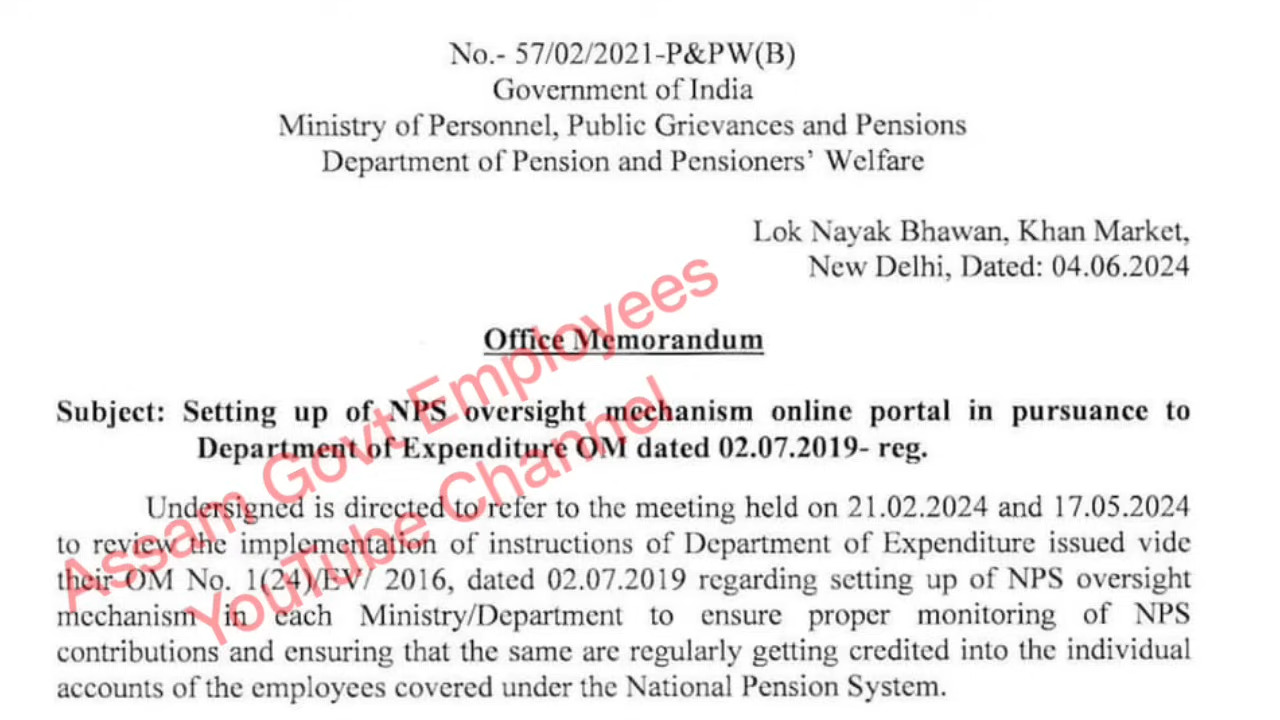 No.- 57/02/2021-P&PW(B)
Government of India
Ministry of Personnel, Public Grievances and Pensions
Department of Pension and Pensioners' Welfare
Lok Nayak Bhawan, Khan Market,
New Delhi, Dated: 04.06.2024
Office Memorandum
Subject: Setting up of NPS oversight mechanism online portal in pursuance to
Department of Expenditure OM dated 02.07.2019- reg.
Undersigned is directed to refer to the meeting held on 21.02.2024 and 17.05.2024
to review the implementation of instructions of Department of Expenditure issued vide
their OM No. 1(24)/EV/ 2016, dated 02.07.2019 regarding setting up of NPS oversight
mechanism in each Ministry/Department to ensure proper monitoring of NPS
contributions and ensuring that the same are regularly getting credited into the individual
accounts of the employees covered under the National Pension System.
Assam Govt Employees
YouTube Channel